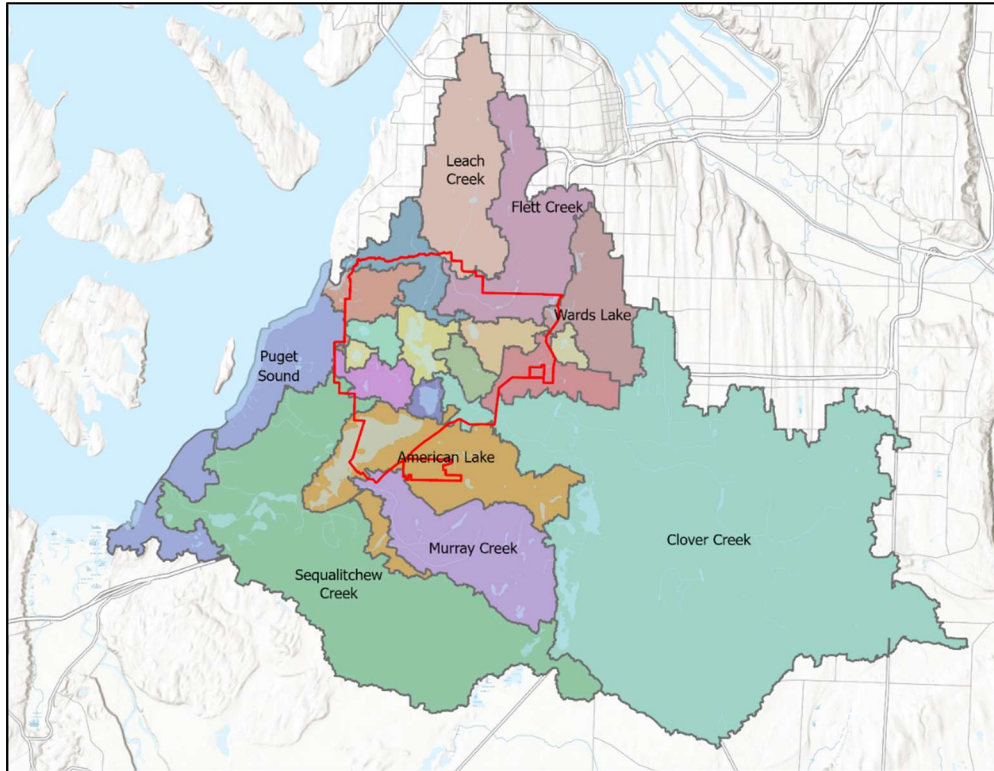 Leach
Creek
Flett Creek
Wards Lake
Puget
Sound
American Lake
Murray Creek
Clover Creek
Sequalitchew
Creek